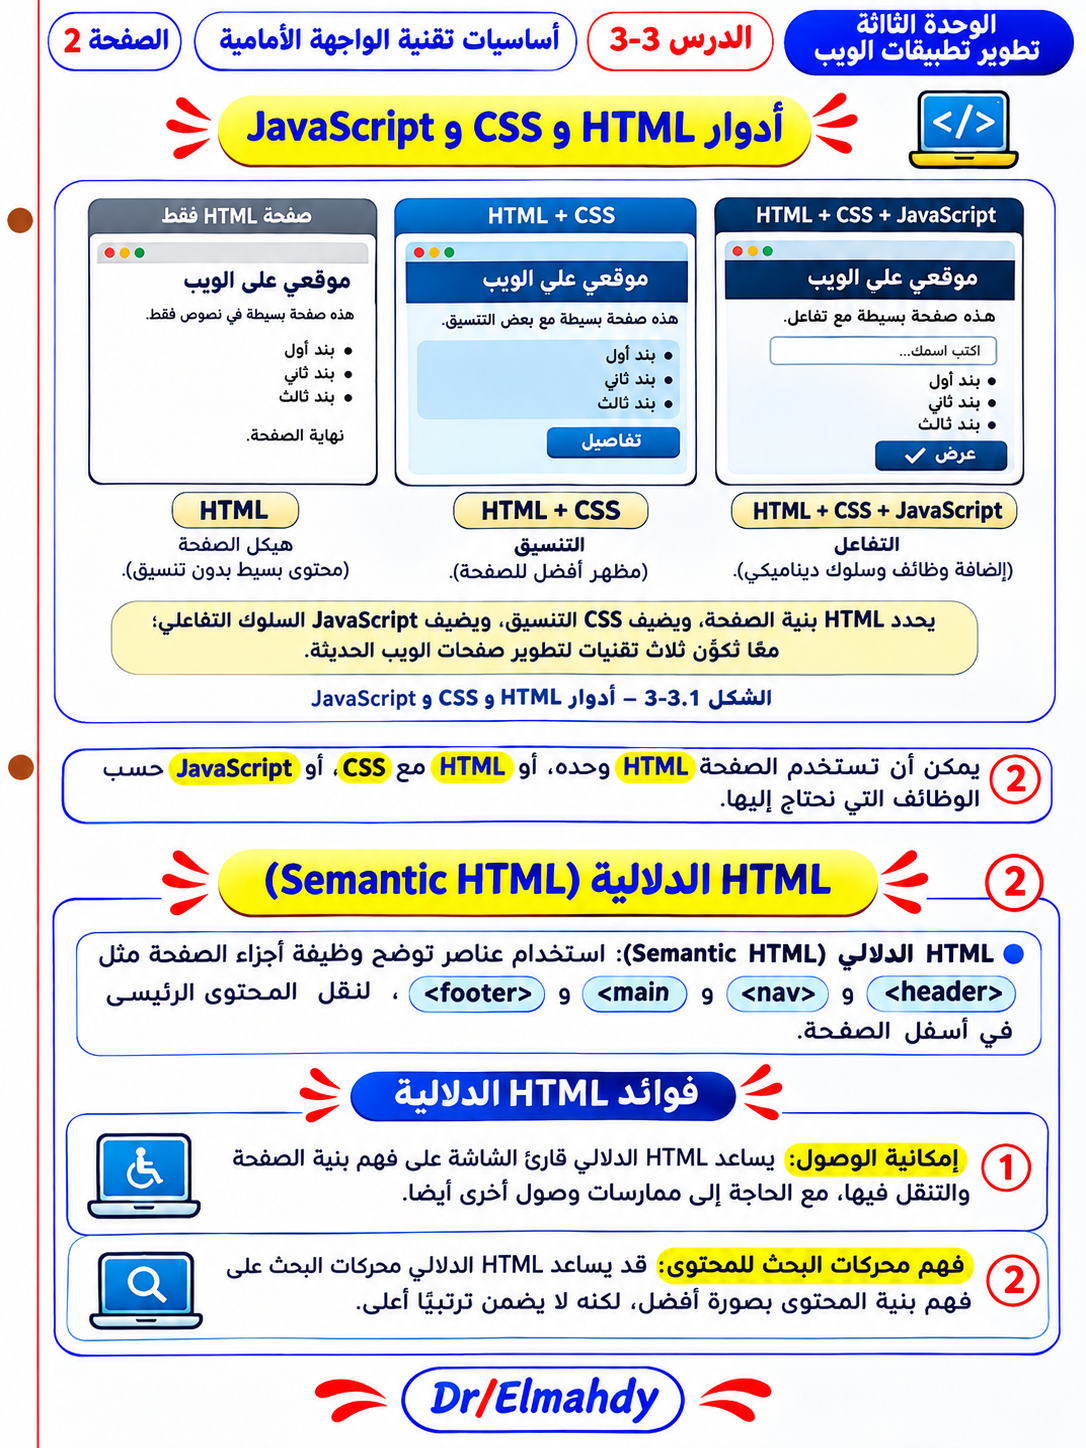 الوحدة الثااثة
تطوير تطبيقات الويب
الدرس 3-3
أساسيات تقنية الواجهة الأمامية
الصفحة 2
أدوار HTML و CSS و JavaScript
</>
HTML + CSS + JavaScript
موقعي علي الويب
هذه صفحة بسيطة مع تفاعل.
اكتب اسمك...
• بند أول
• بند ثاني
• بند ثالث
عرض ✓
HTML + CSS + JavaScript
التفاعل
(إلضافة وظائف وسلوك ديناميكي).
HTML + CSS
موقعي علي الويب
هذه صفحة بسيطة مع بعض التتسيق.
• بند أول
• بند ثاني
• بند ثالث
تفاصيل
HTML + CSS
التنسيق
(مظهر أفضل للصفحة).
صفحة HTML فقط
موقعي على الويب
هذه صفحة بسيطة في نصوص فقط.
• بند أول
• بند ثاني
• بند ثالث
نهاية الصفحة.
HTML
هيكل الصفحة
(محتوى بسيط بدون تنسيق).
يحدد HTML بنية الصفحة، ويضيف CSS التنسيق، ويضيف JavaScript السلوك التفاعلي؛
معًا ثكوَّن ثلاث تقنيات لتطوير صفحات الويب الحديثة.
الشكل 3-3.1 – أدوار HTML و CSS و JavaScript
2 يمكن أن تستخدم الصفحة HTML وحده، أو HTML مع CSS، أو JavaScript حسب
الوظائف التي نحتاج إليها.
2 HTML الدلالية (Semantic HTML)
HTML الدلالي (Semantic HTML): استخدام عناصر توضح وظيفة أجزاء الصفحة مثل
<header> و <nav> و <main و <footer> ، لنقل المحتوى الرئيسى
في أسفل الصفحة.
فوائد HTML الدلالية
1 إمكانية الوصول: يساعد HTML الدلالي قارئ الشاشة على فهم بنية الصفحة
والتنقل فيها، مع الحاجة إلى ممارسات وصول أخرى أيضا.
2 فهم محركات البحث للمحتوى: قد يساعد HTML الدلالي محركات البحث على
فهم بنية المحتوى بصورة أفضل، لكنه لا يضمن ترتبيًا أعلى.
Dr/Elmahdy